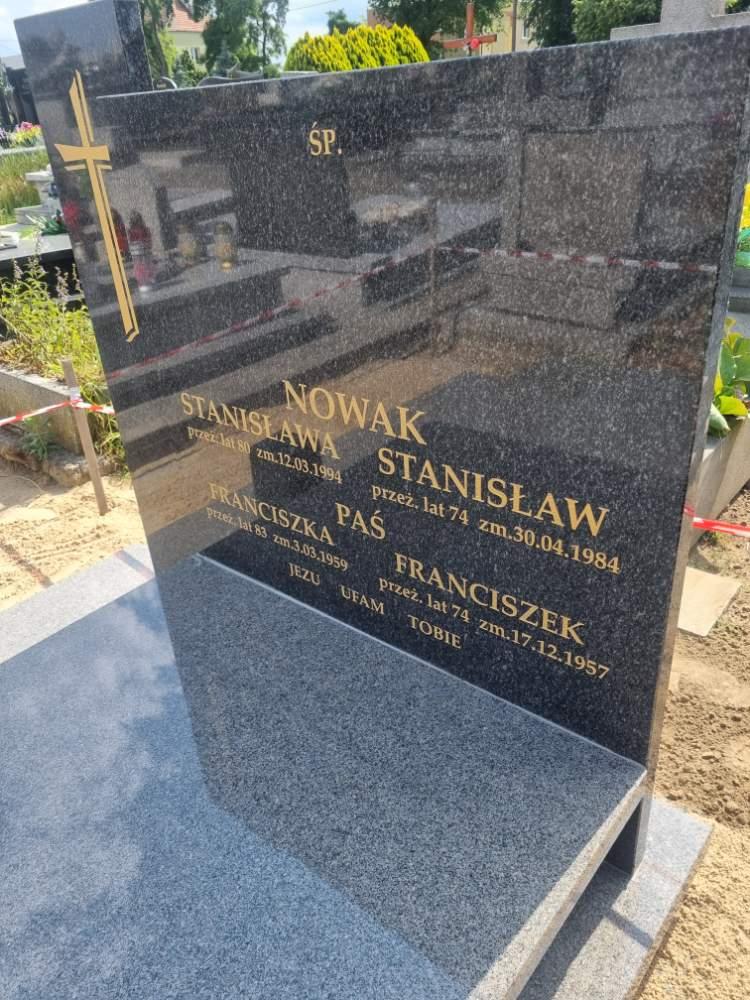 ŚP.
NOWAK
STANISŁAWA
przeż. lat 80 zm.12.03.1994
STANISŁAW
przeż. lat 74 zm.30.04.1984
PAŚ
FRANCISZKA
przeż. lat 83 zm.3.03.1959
FRANCISZEK
przeż. lat 74 zm.17.12.1957
JEZU UFAM TOBIE